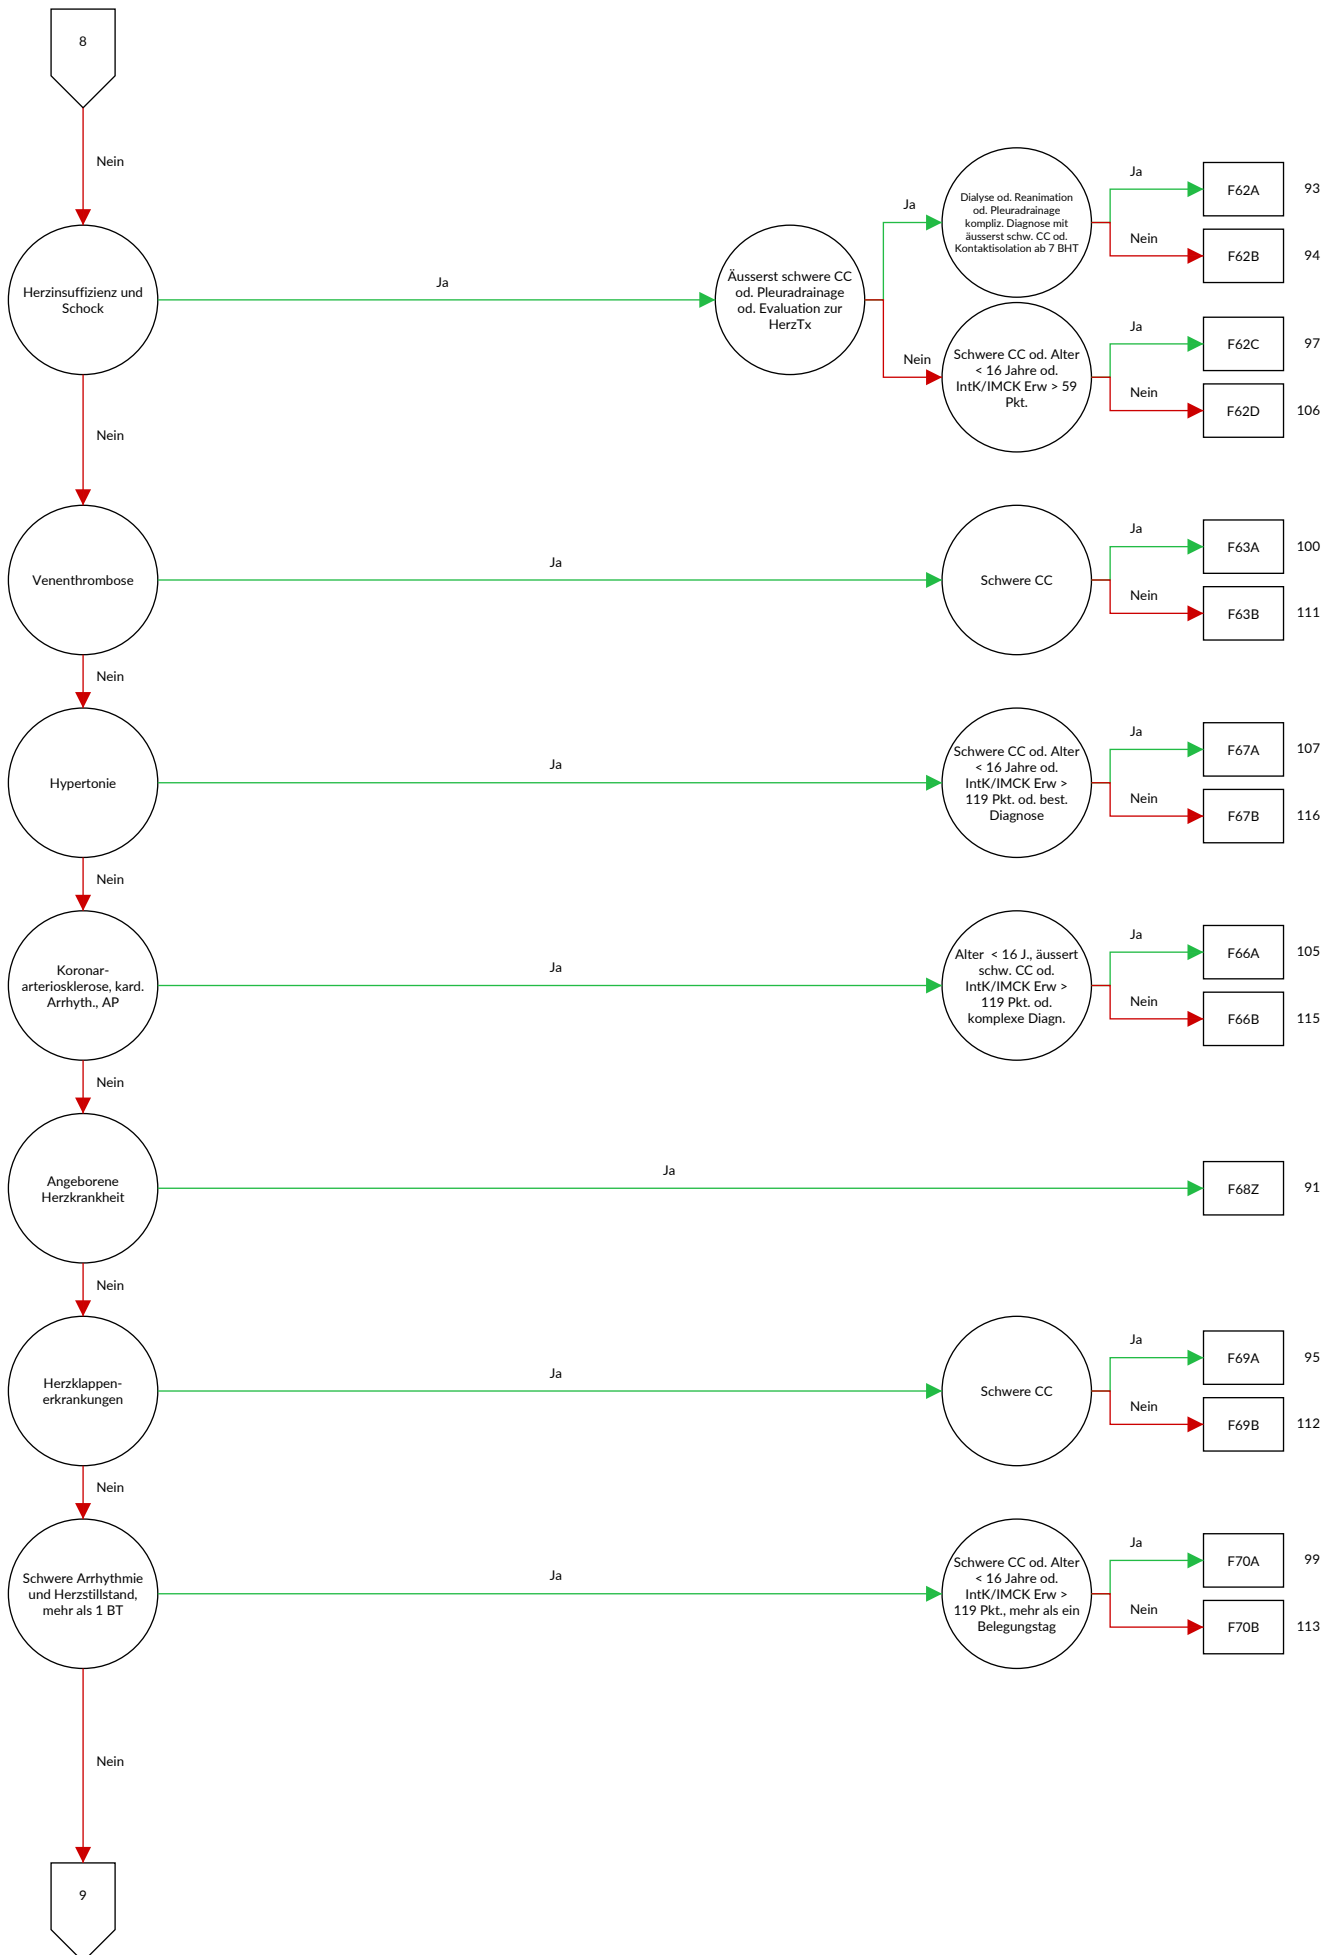 8
Nein
Herzinsuffizienz und
Schock
Ja
Äusserst schwere CC
od. Pleuradrainage
od. Evaluation zur
HerzTx
Ja
Dialyse od. Reanimation
od. Pleuradrainage
kompliz. Diagnose mit
äusserst schw. CC od.
Kontaktisolation ab 7 BHT
Ja
F62A
93
Nein
F62B
94
Nein
Schwere CC od. Alter
< 16 Jahre od.
IntK/IMCK Erw > 59
Pkt.
Ja
F62C
97
Nein
F62D
106
Nein
Venenthrombose
Ja
Schwere CC
Ja
F63A
100
Nein
F63B
111
Nein
Hypertonie
Ja
Schwere CC od. Alter
< 16 Jahre od.
IntK/IMCK Erw >
119 Pkt. od. best.
Diagnose
Ja
F67A
107
Nein
F67B
116
Nein
Koronar-
arteriosklerose, kard.
Arrhyth., AP
Ja
Alter  < 16 J., äussert
schw. CC od.
IntK/IMCK Erw >
119 Pkt. od.
komplexe Diagn.
Ja
F66A
105
Nein
F66B
115
Nein
Angeborene
Herzkrankheit
Ja
F68Z
91
Nein
Herzklappen-
erkrankungen
Ja
Schwere CC
Ja
F69A
95
Nein
F69B
112
Nein
Schwere Arrhythmie
und Herzstillstand,
mehr als 1 BT
Ja
Schwere CC od. Alter
< 16 Jahre od.
IntK/IMCK Erw >
119 Pkt., mehr als ein
Belegungstag
Ja
F70A
99
Nein
F70B
113
Nein
9